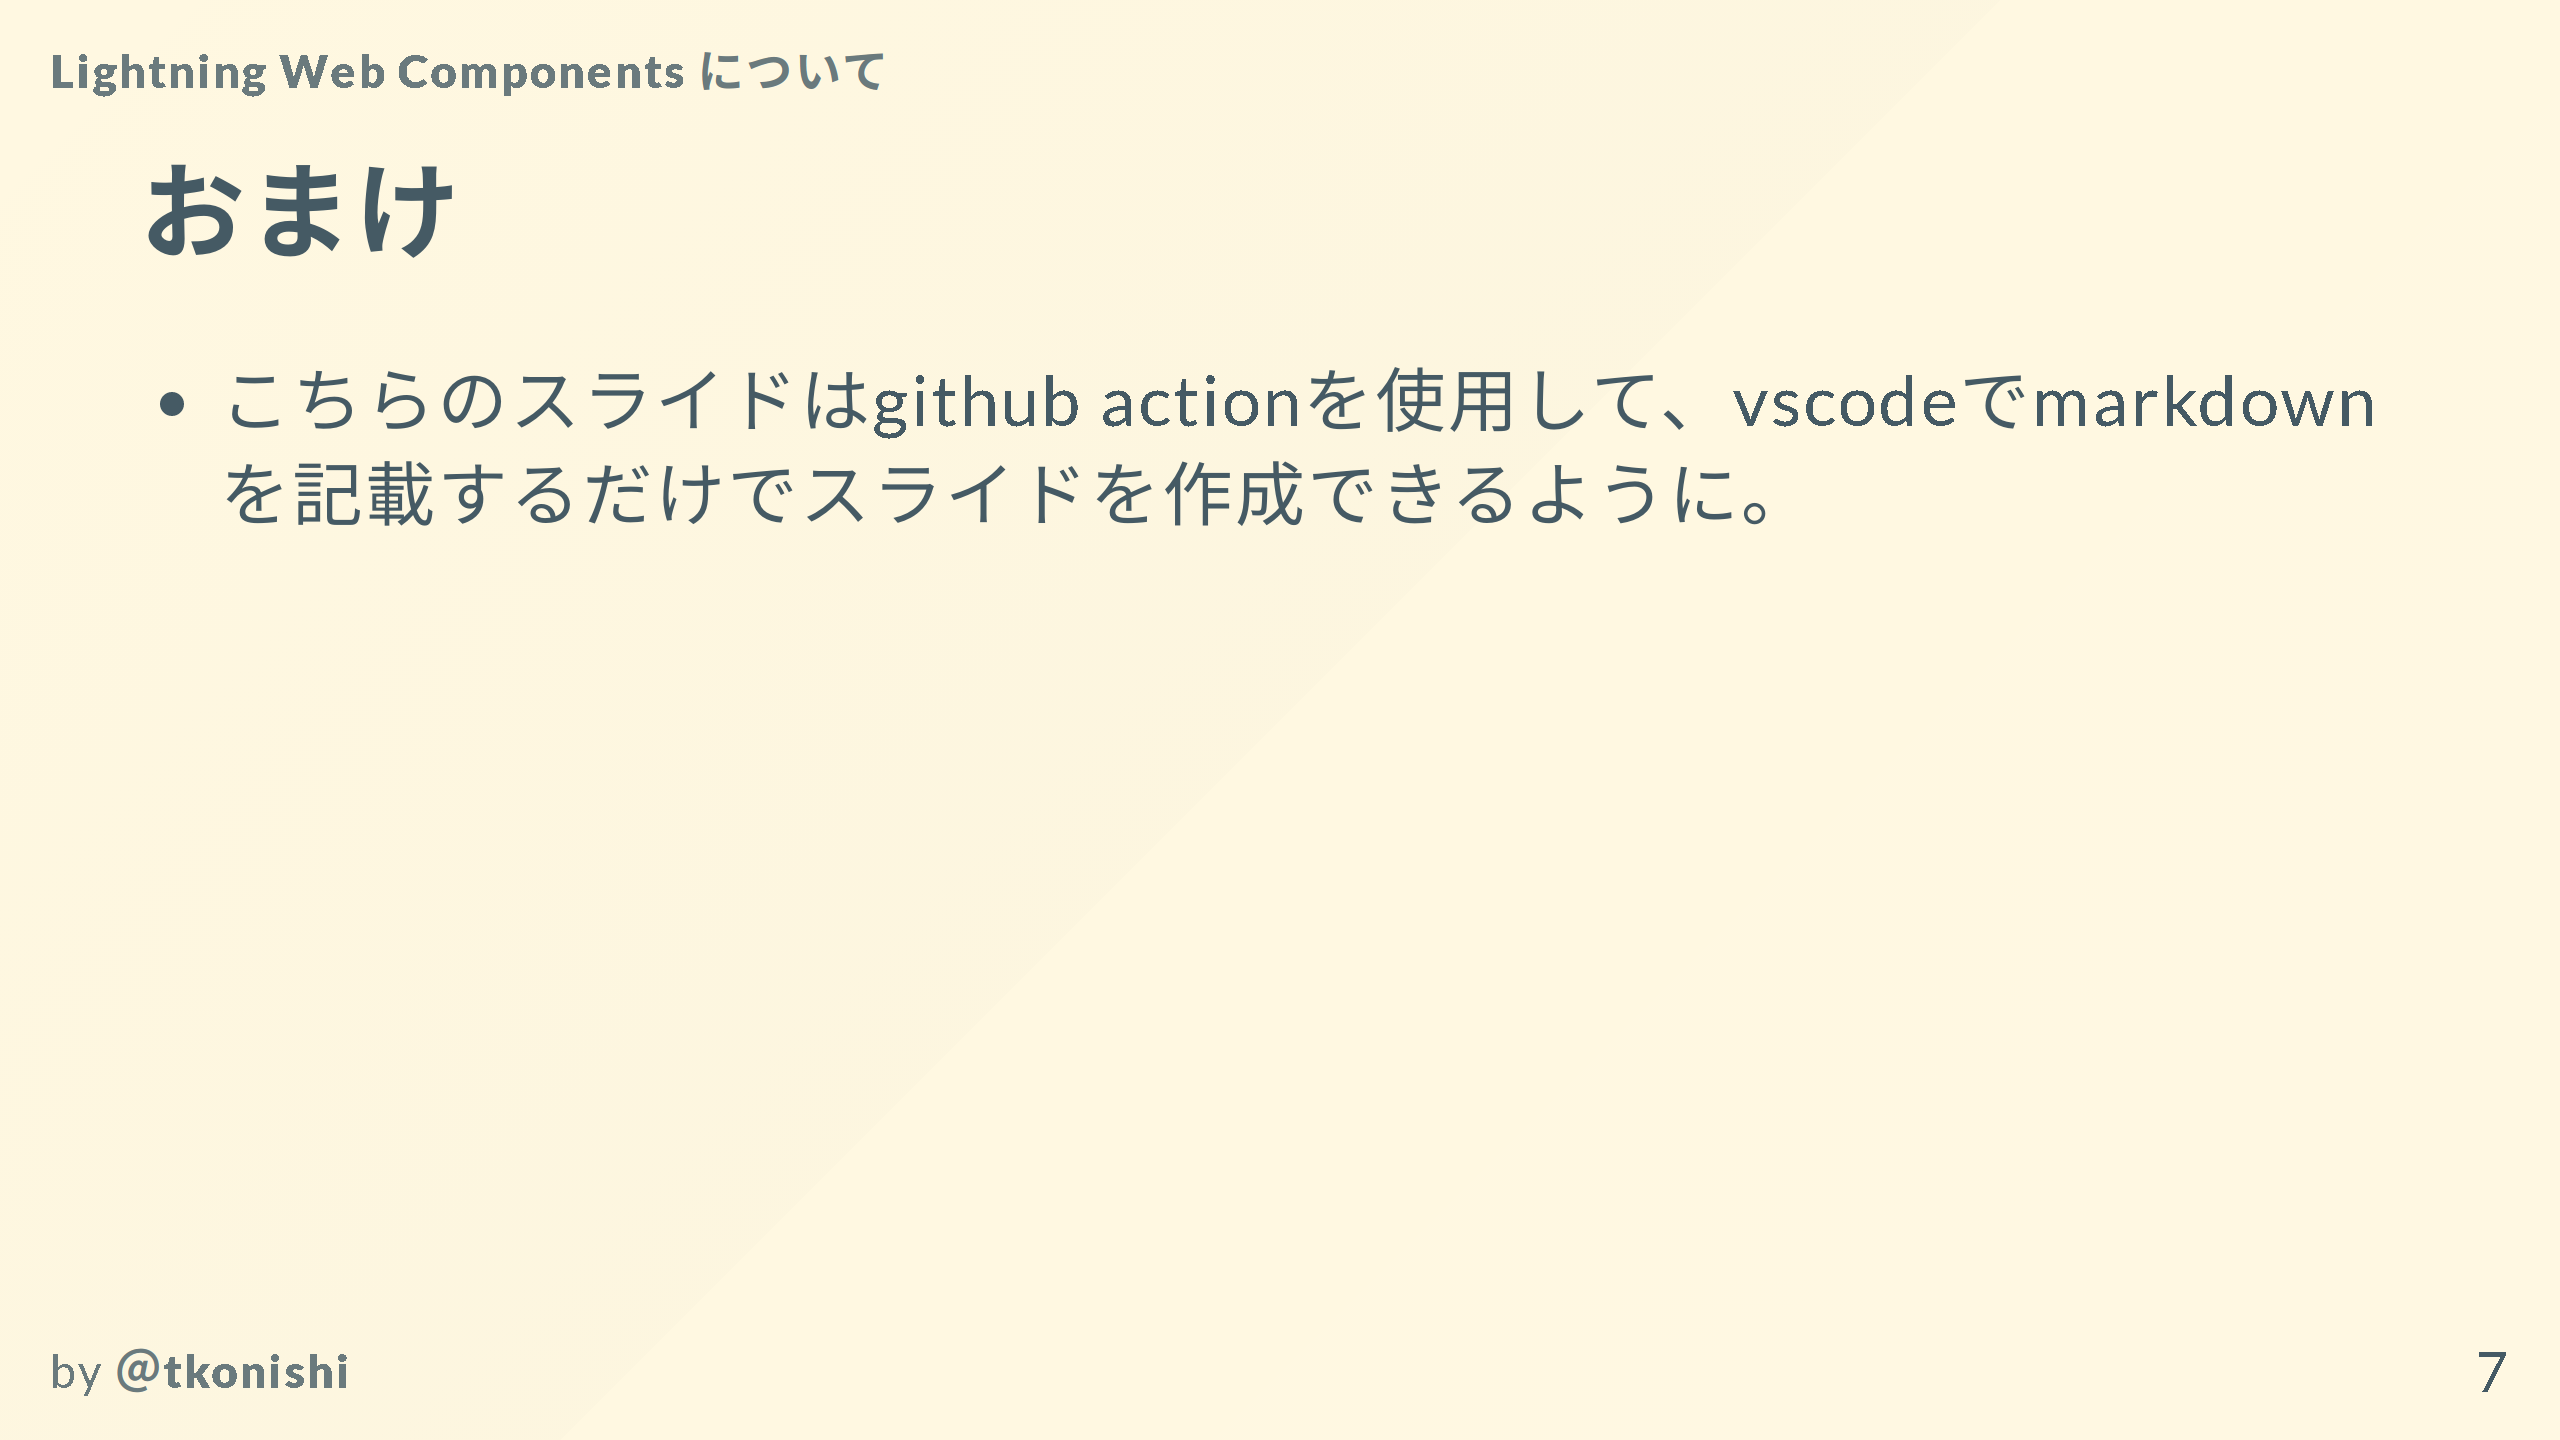 Lightning Web Components について
おまけ
• こちらのスライドはgithub actionを使用して、vscodeでmarkdown
を記載するだけでスライドを作成できるように。
by @tkonishi
7